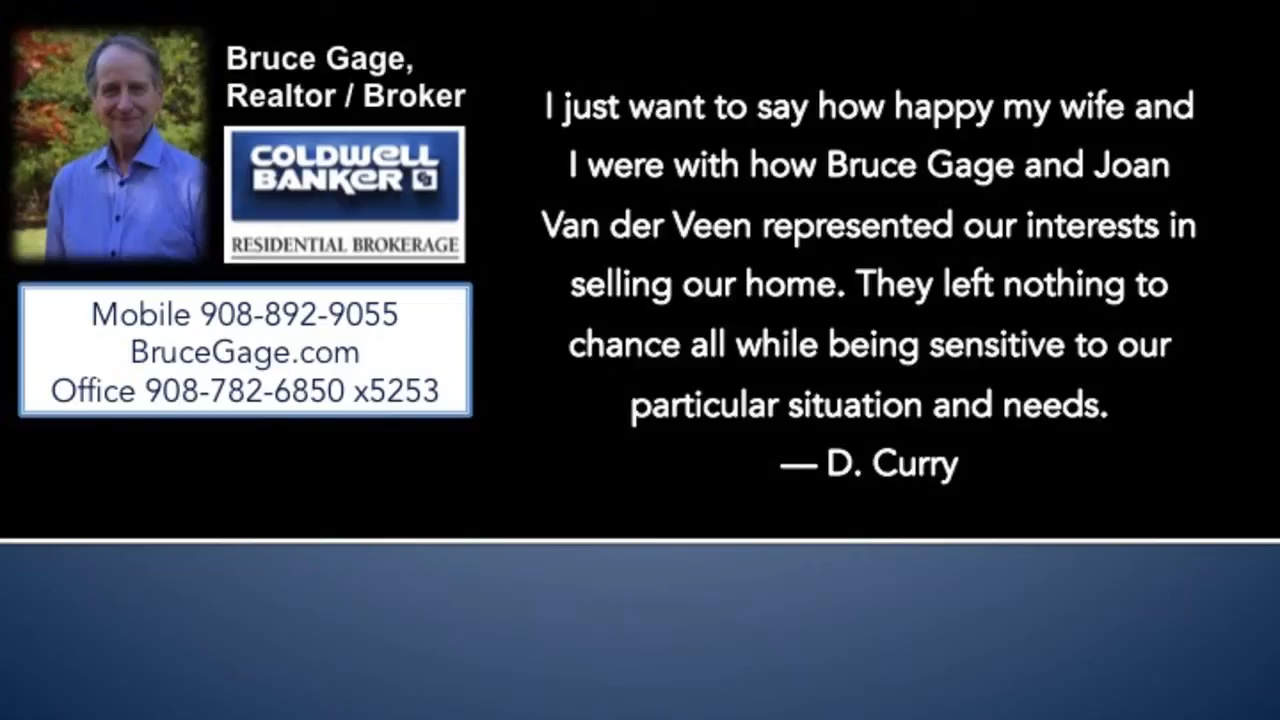 Bruce Gage,
Realtor / Broker
COLDWELL
BANKER CB
RESIDENTIAL BROKERAGE
Mobile 908-892-9055
BruceGage.com
Office 908-782-6850 x5253
I just want to say how happy my wife and
I were with how Bruce Gage and Joan
Van der Veen represented our interests in
selling our home. They left nothing to
chance all while being sensitive to our
particular situation and needs.
— D. Curry